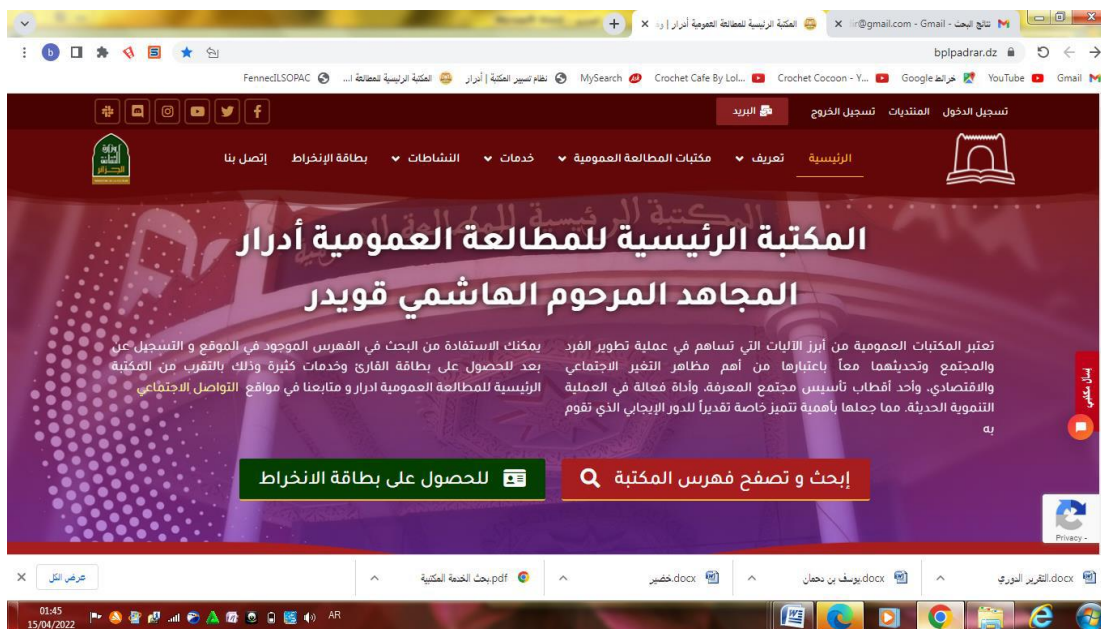 نتائج البحث - Gmail - ir@gmail.com
المكتبة الرئيسية للمطالعة العمومية أدرار | وز
bplpadrar.dz
Gmail
YouTube
خرائط Google
Crochet Cocoon - Y...
Crochet Cafe By Lol...
MySearch
نظام تسيير المكتبة | أدرار
المكتبة الرئيسية للمطالعة ا...
FennecILSOPAC
تسجيل الدخول المنتديات تسجيل الخروج البريد
الرئيسية تعريف مكتبات المطالعة العمومية خدمات النشاطات بطاقة الإنخراط إتصل بنا
المكتبة الرئيسية للمطالعة العمومية أدرار
المجاهد المرحوم الهاشمي قويدر
تعتبر المكتبات العمومية من أبرز الآليات التي تساهم في عملية تطوير الفرد
والمجتمع وتحديثهما معاً باعتبارها من أهم مظاهر التغير الاجتماعي
والاقتصادي. وأحد أقطاب تأسيس مجتمع المعرفة. وأداة فعالة في العملية
التنموية الحديثة. مما جعلها بأهمية تتميز خاصة تقديراً للدور الإيجابي الذي تقوم
به
يمكنك الاستفادة من البحث في الفهرس الموجود في الموقع و التسجيل عن
بعد للحصول على بطاقة القارئ وخدمات كثيرة وذلك بالتقرب من المكتبة
الرئيسية للمطالعة العمومية ادرار و متابعنا في مواقع التواصل الاجتماعي
إبحث و تصفح فهرس المكتبة
للحصول على بطاقة الانخراط
إسأل مكتبي
Privacy -
التقرير الدوري.docx
يوسف بن دحمان.docx
خضير.docx
بحث الخدمة المكتبية.pdf
عرض الكل
AR
01:45
15/04/2022